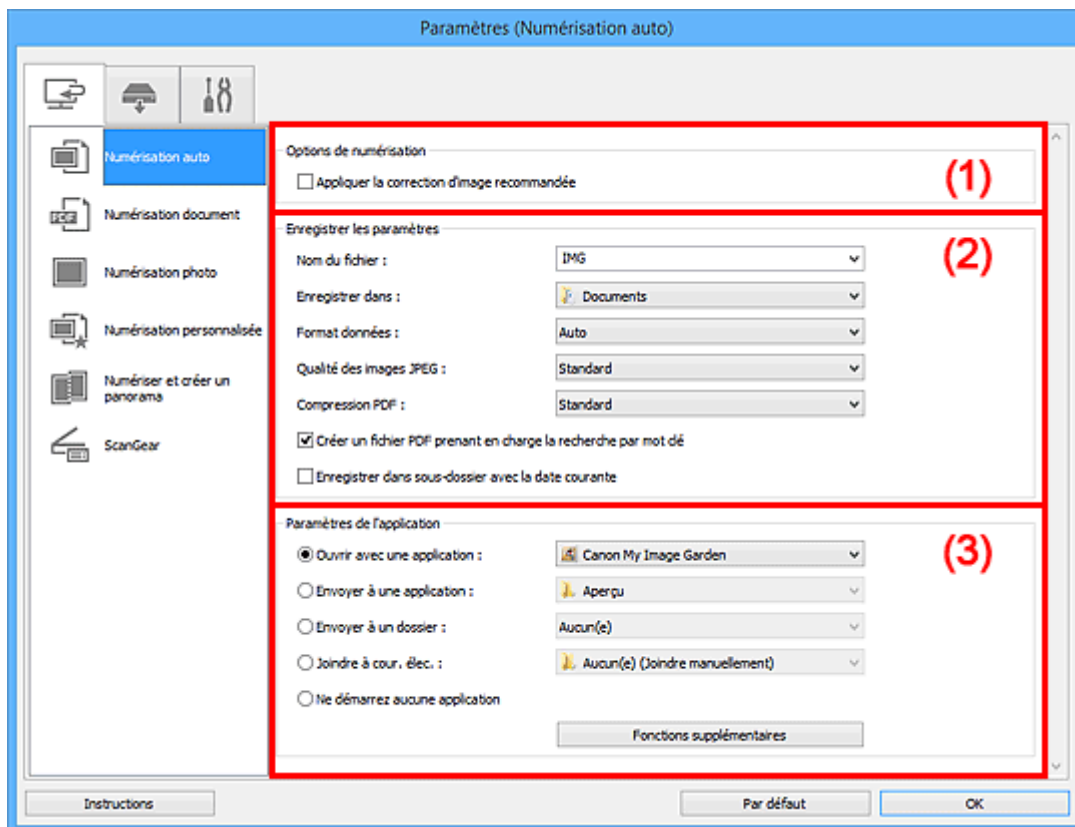 Paramètres (Numérisation auto)
Numérisation auto
Numérisation document
Numérisation photo
Numérisation personnalisée
Numériser et créer un
panorama
ScanGear
Options de numérisation
Appliquer la correction d'image recommandée
(1)
Enregistrer les paramètres
(2)
Nom du fichier : IMG
Enregistrer dans : Documents
Format données : Auto
Qualité des images JPEG : Standard
Compression PDF : Standard
Créer un fichier PDF prenant en charge la recherche par mot clé
Enregistrer dans sous-dossier avec la date courante
Paramètres de l'application
(3)
Ouvrir avec une application : Canon My Image Garden
Envoyer à une application : Aperçu
Envoyer à un dossier : Aucun(e)
Joindre à cour. élec. : Aucun(e) (Joindre manuellement)
Ne démarrez aucune application
Fonctions supplémentaires
Instructions
Par défaut
OK